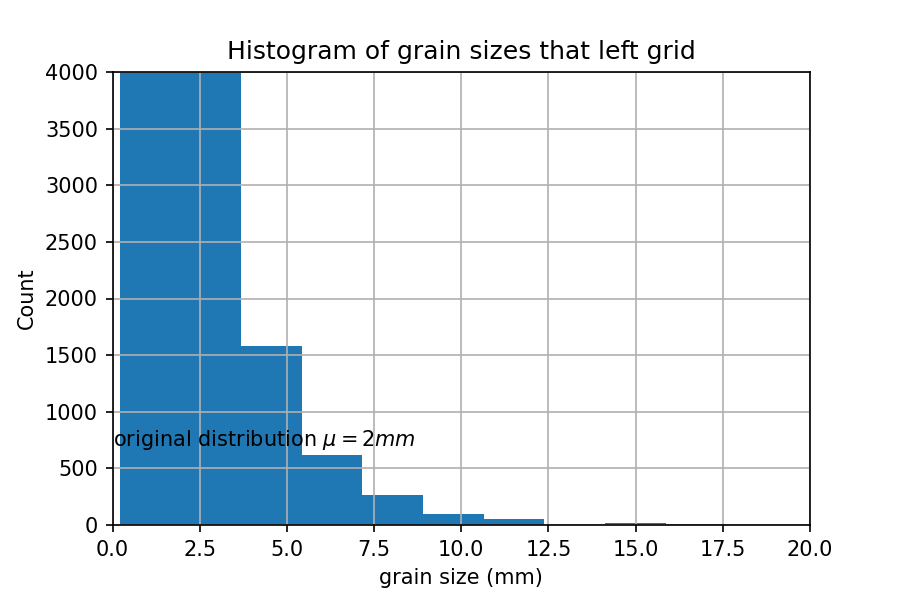 Histogram of grain sizes that left grid
4000
3500
3000
2500
2000
1500
1000
500
0
Count
original distribution μ = 2mm
0.0 2.5 5.0 7.5 10.0 12.5 15.0 17.5 20.0
grain size (mm)